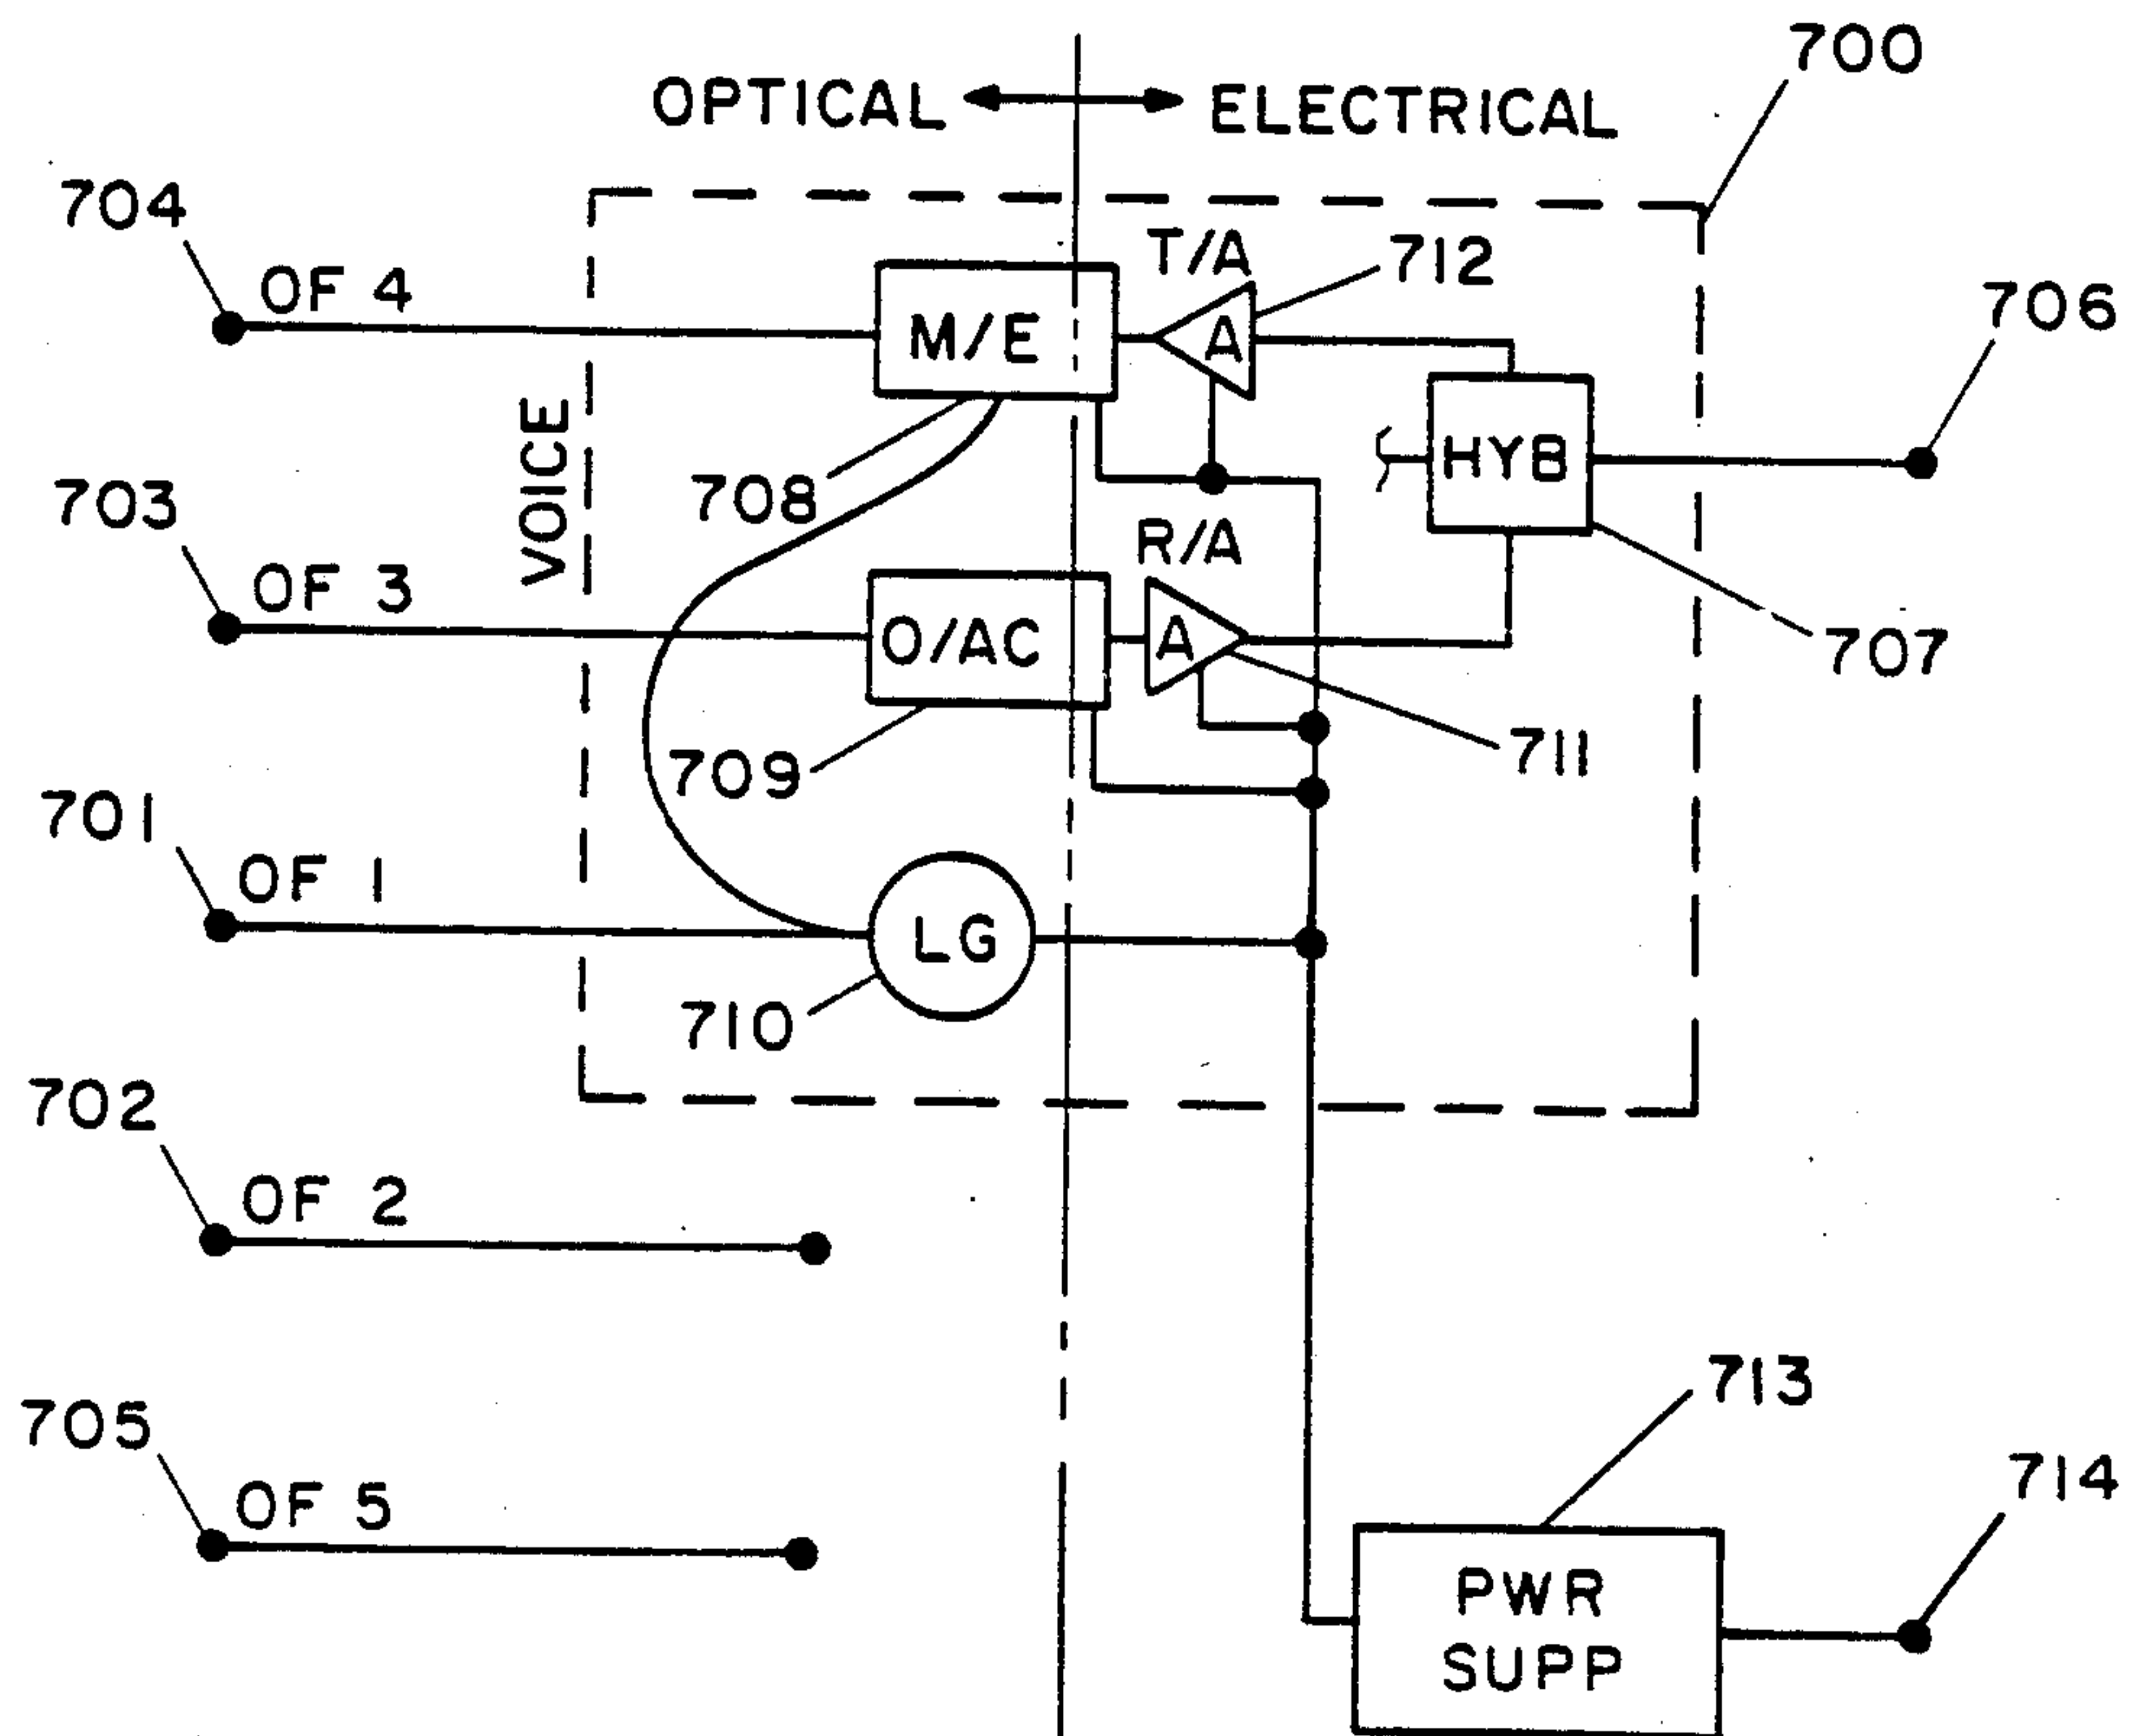 700
OPTICAL ELECTRICAL
704
OF 4
T/A
712
706
M/E
A
VOICE
HYB
708
703
OF 3
R/A
O/AC
A
707
709
711
701
OF 1
LG
710
702
OF 2
713
705
OF 5
714
PWR
SUPP